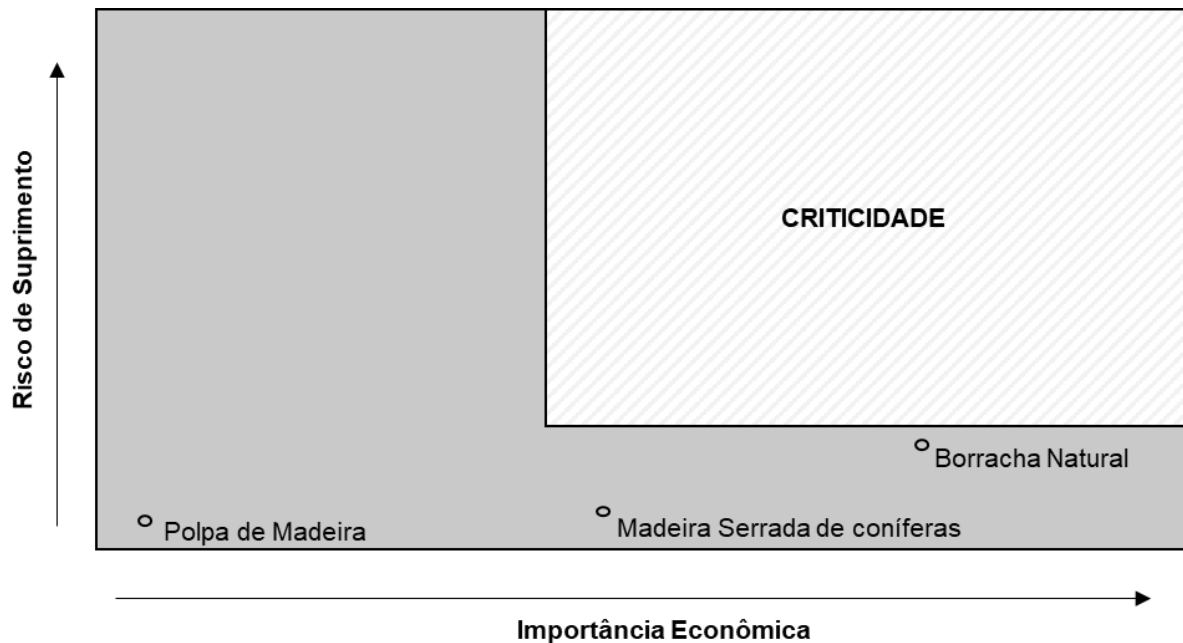 Risco de Suprimento
CRITICIDADE
Borracha Natural
Polpa de Madeira
Madeira Serrada de coníferas
Importância Econômica